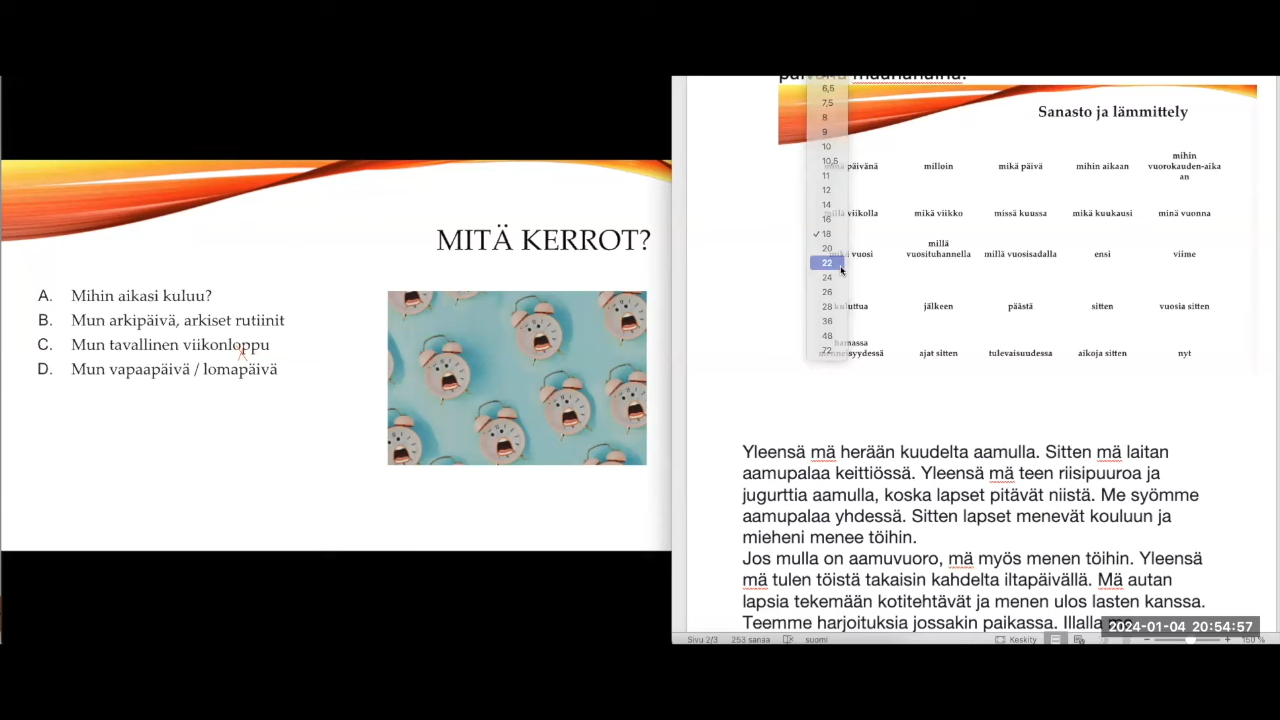 MITÄ KERROT?
A. Mihin aikasi kuluu?
B. Mun arkipäivä, arkiset rutiinit
C. Mun tavallinen viikonloppu
D. Mun vapaapäivä / lomapäivä
6,5
7,5
8
9
10
10,5
11
12
14
16
✓ 18
20
22
24
26
28
36
48
72
Sanasto ja lämmittely
päivänä milloin mikä päivä mihin aikaan mihin vuorokauden-aika an
viikolla mikä viikko missä kuussa mikä kuukausi minä vuonna
vuosi millä vuosituhannella millä vuosisadalla ensi viime
jälkeen päästä sitten vuosia sitten
ajat sitten tulevaisuudessa aikoja sitten nyt
Yleensä mä herään kuudelta aamulla. Sitten mä laitan
aamupalaa keittiössä. Yleensä mä teen riisipuuroa ja
jugurttia aamulla, koska lapset pitävät niistä. Me syömme
aamupalaa yhdessä. Sitten lapset menevät kouluun ja
mieheni menee töihin.
Jos mulla on aamuvuoro, mä myös menen töihin. Yleensä
mä tulen töistä takaisin kahdelta iltapäivällä. Mä autan
lapsia tekemään kotitehtävät ja menen ulos lasten kanssa.
Teemme harjoituksia jossakin paikassa. Illalla
2024-01-04 20:54:57
Sivu 2/3 253 sanaa suomi Keskity 150 %